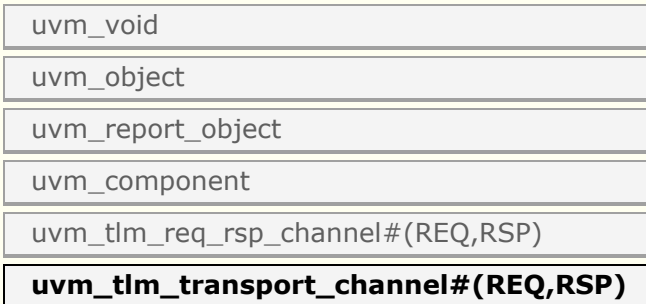 uvm_void
uvm_object
uvm_report_object
uvm_component
uvm_tlm_req_rsp_channel#(REQ,RSP)
uvm_tlm_transport_channel#(REQ,RSP)